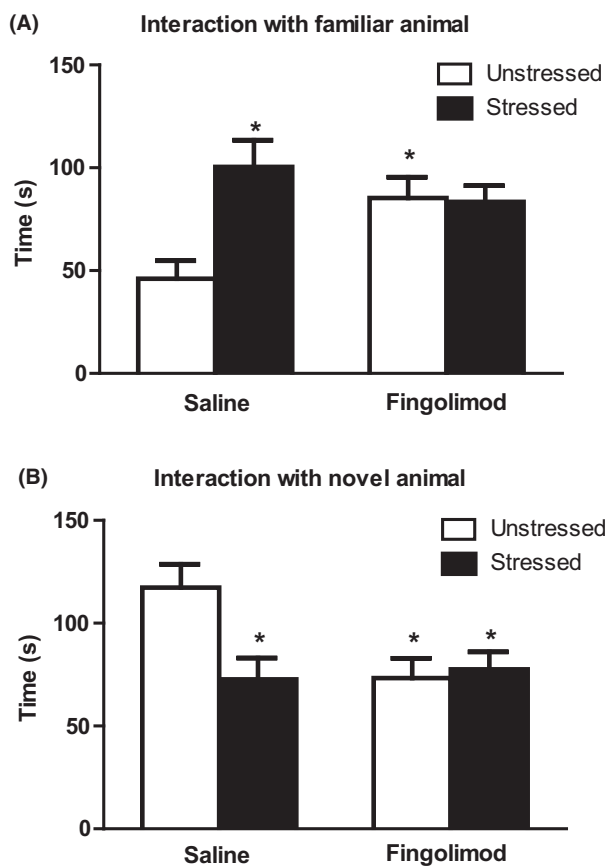 (A) Interaction with familiar animal
150
100
50
0
Time (s)
Unstressed
Stressed
*
*
Saline Fingolimod
(B) Interaction with novel animal
150
100
50
0
Time (s)
Unstressed
Stressed
*
*
*
Saline Fingolimod